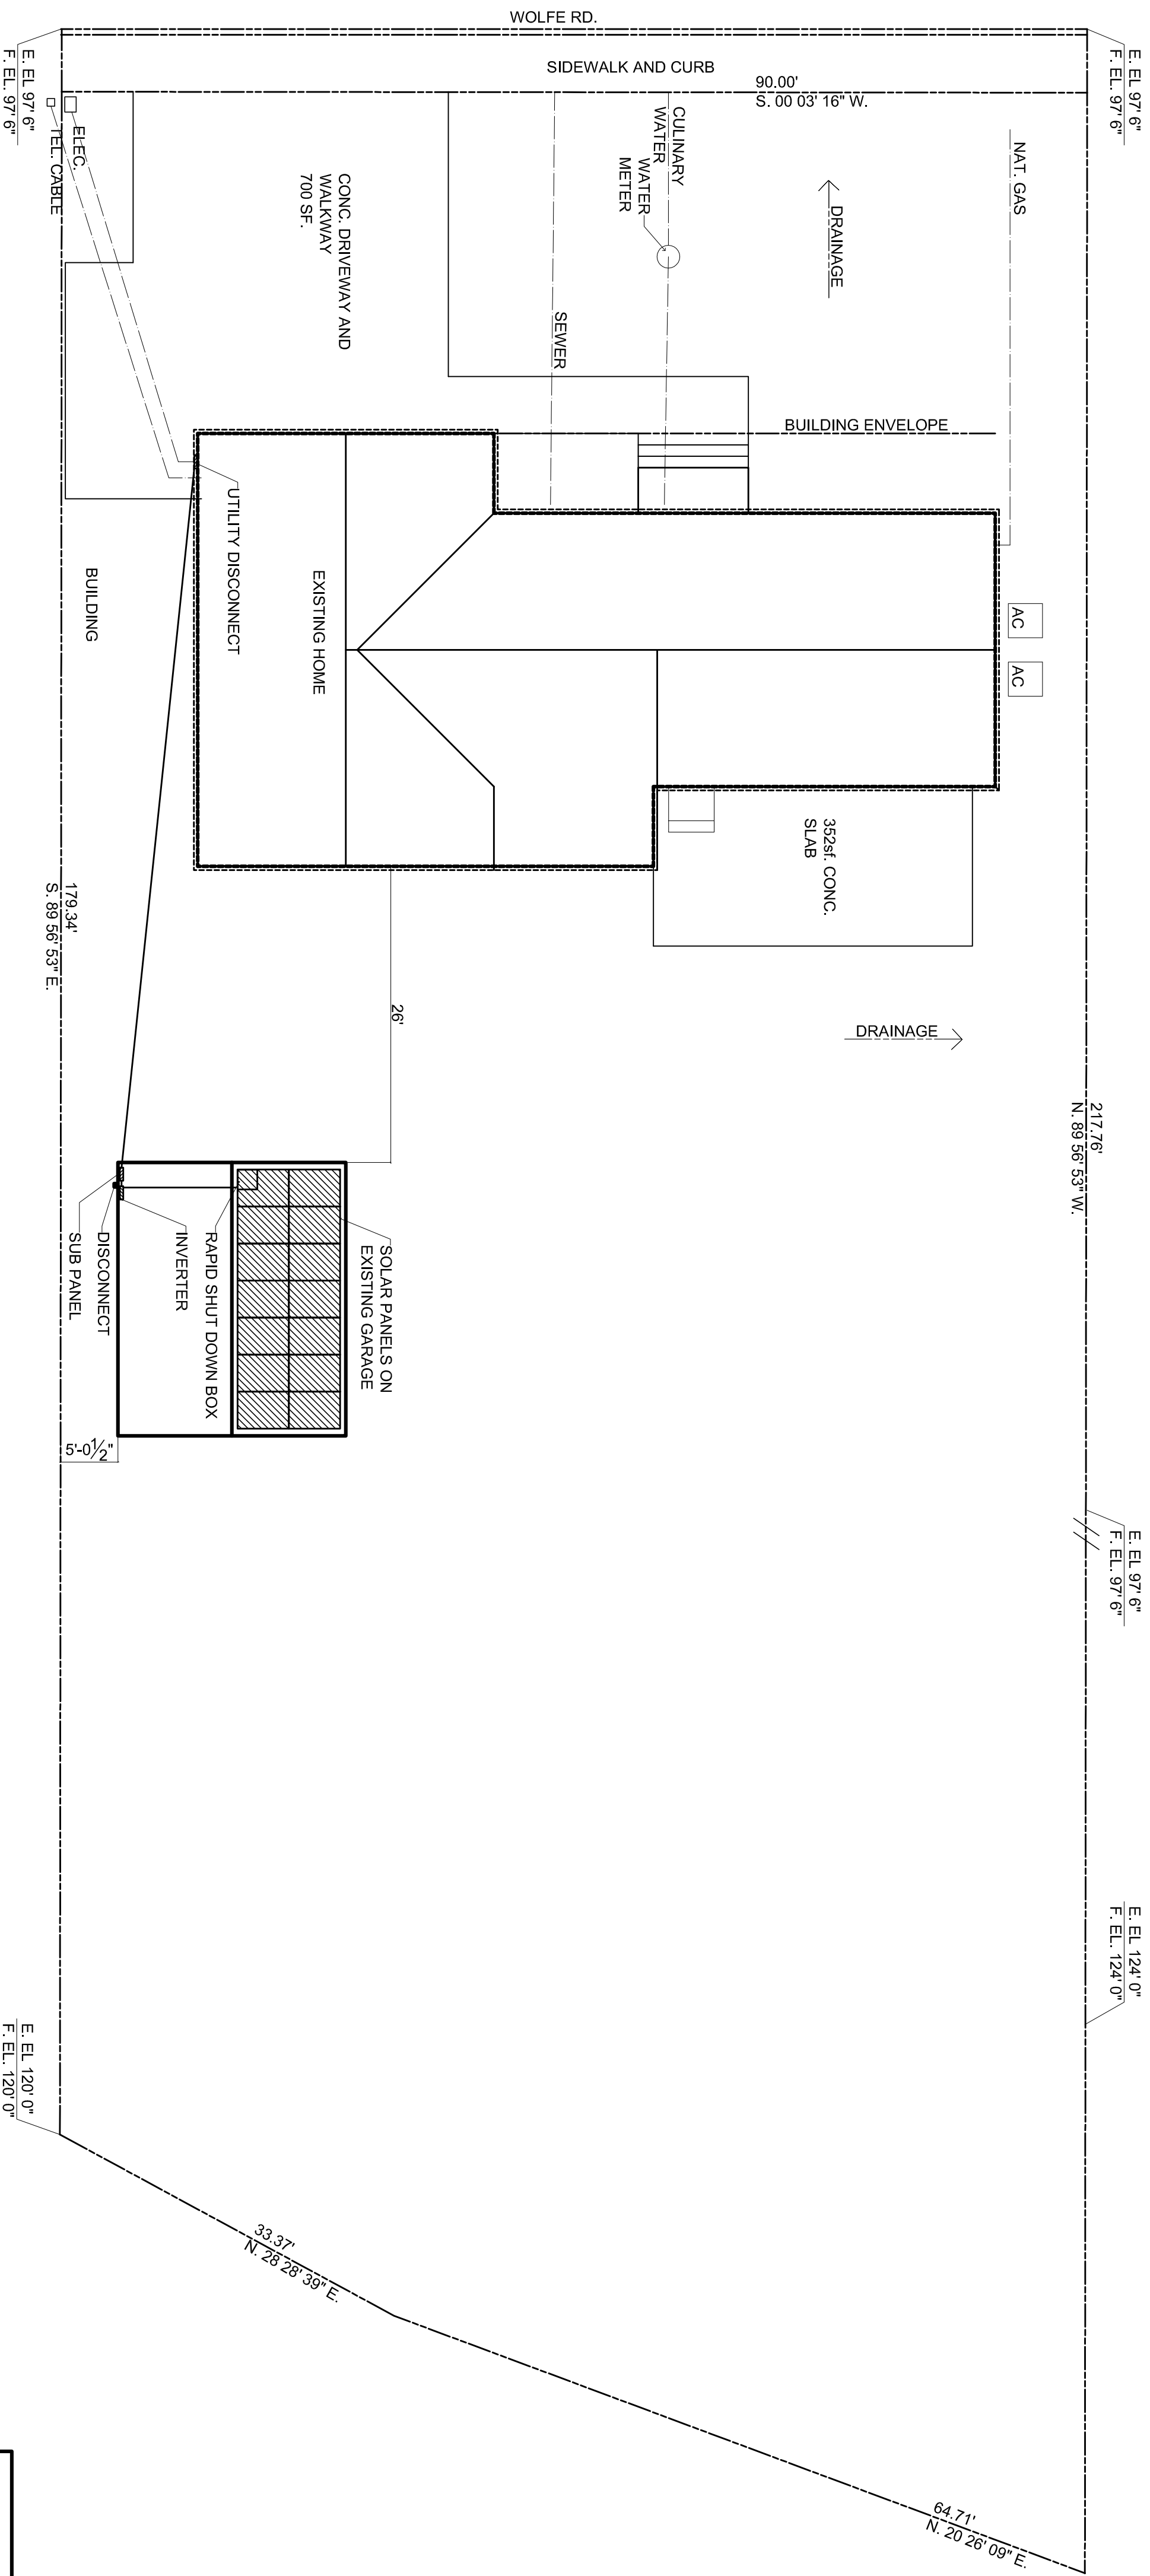 WOLFE RD.
SIDEWALK AND CURB
90.00'
S. 00 03' 16" W.
E. EL 97' 6"
F. EL. 97' 6"
E. EL 97' 6"
F. EL. 97' 6"
ELEC.
TEL. CABLE
CONC. DRIVEWAY AND
WALKWAY
700 SF.
CULINARY
WATER
WATER
METER
DRAINAGE
NAT. GAS
SEWER
BUILDING ENVELOPE
UTILITY DISCONNECT
EXISTING HOME
BUILDING
AC
AC
352sf. CONC.
SLAB
179.34'
S. 89 56' 53" E.
26'
DRAINAGE
217.76'
N. 89 56' 53" W.
SOLAR PANELS ON
EXISTING GARAGE
RAPID SHUT DOWN BOX
INVERTER
DISCONNECT
SUB PANEL
5'-0 1/2"
E. EL 97' 6"
F. EL. 97' 6"
E. EL 124' 0"
F. EL. 124' 0"
E. EL 120' 0"
F. EL. 120' 0"
33.37'
N. 28 28' 39" E.
64.71'
N. 20 26' 09" E.